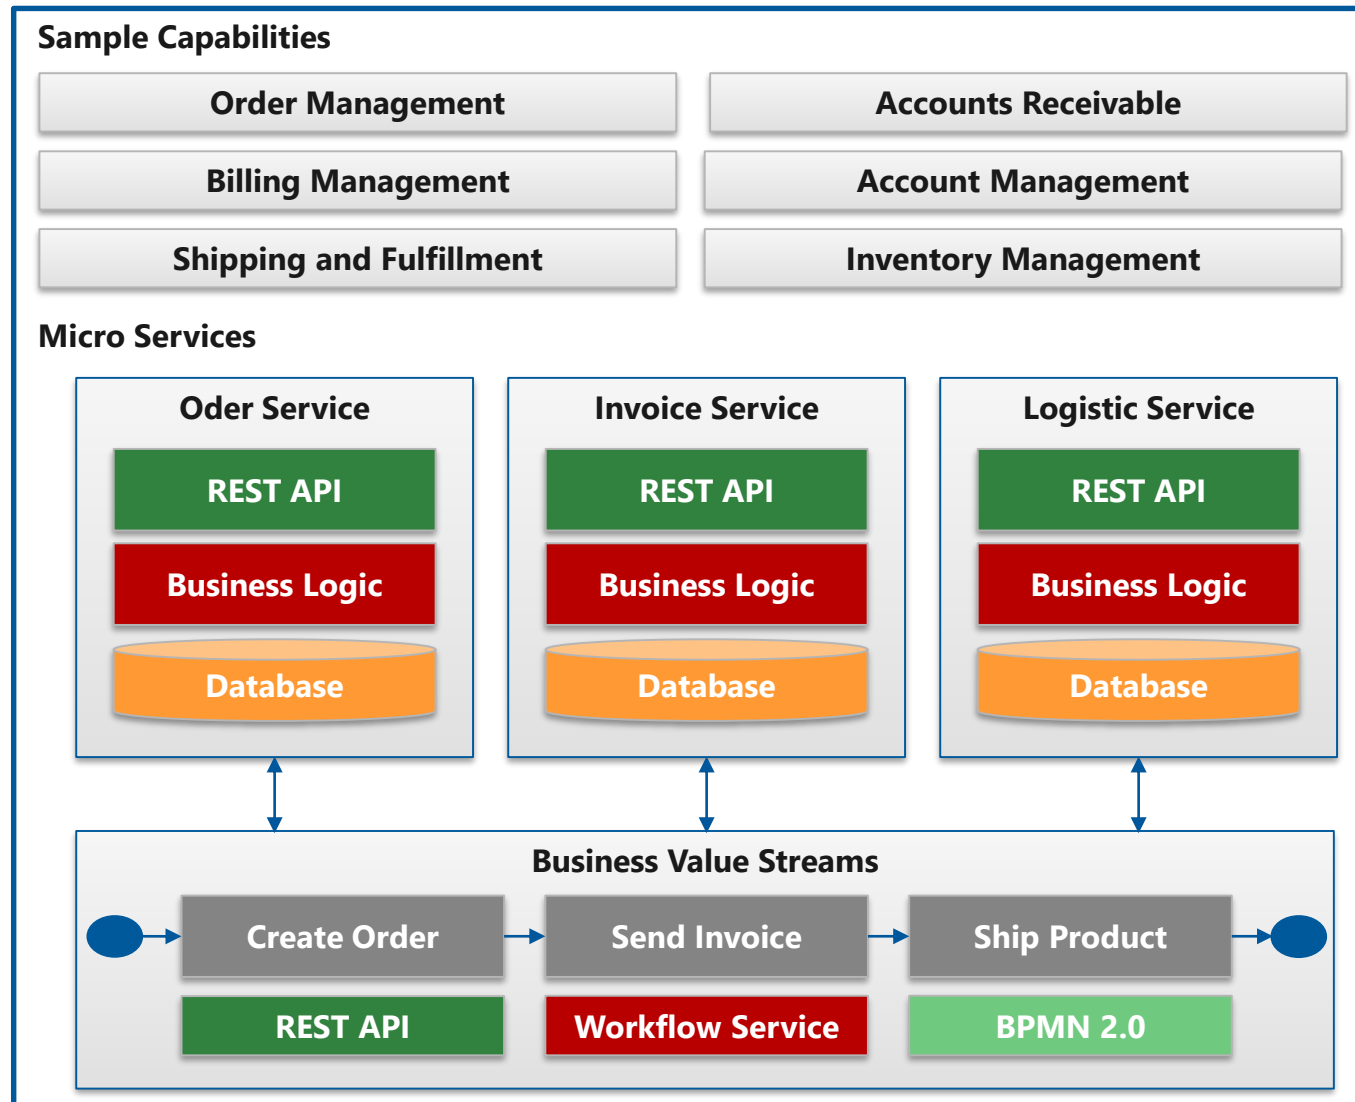 Sample Capabilities
Order Management
Accounts Receivable
Billing Management
Account Management
Shipping and Fulfillment
Inventory Management
Micro Services
Oder Service
Invoice Service
Logistic Service
REST API
REST API
REST API
Business Logic
Business Logic
Business Logic
Database
Database
Database
Business Value Streams
Create Order
Send Invoice
Ship Product
REST API
Workflow Service
BPMN 2.0